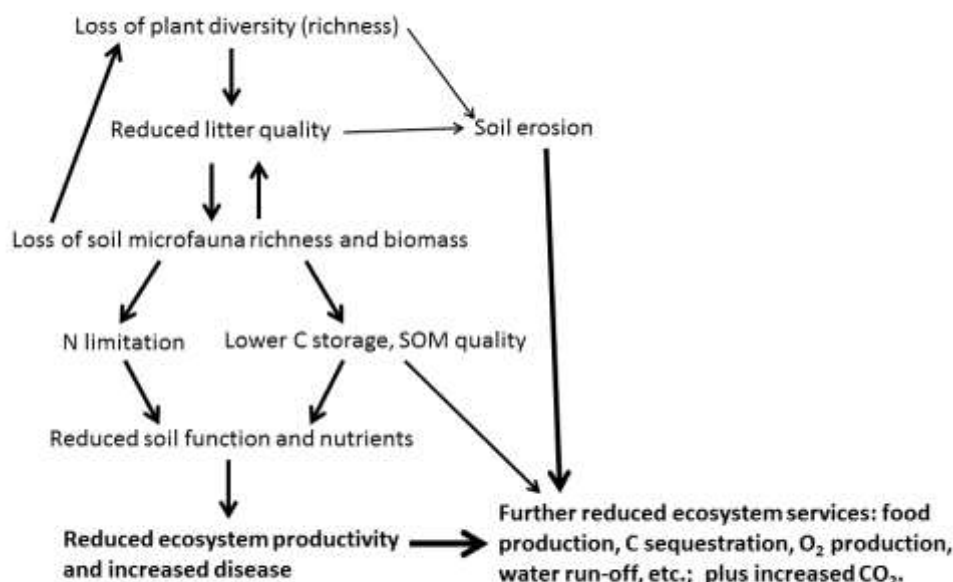 Loss of plant diversity (richness)
Reduced litter quality
Soil erosion
Loss of soil microfauna richness and biomass
N limitation
Lower C storage, SOM quality
Reduced soil function and nutrients
Reduced ecosystem productivity
and increased disease
Further reduced ecosystem services: food
production, C sequestration, O₂ production,
water run-off, etc.; plus increased CO₂.